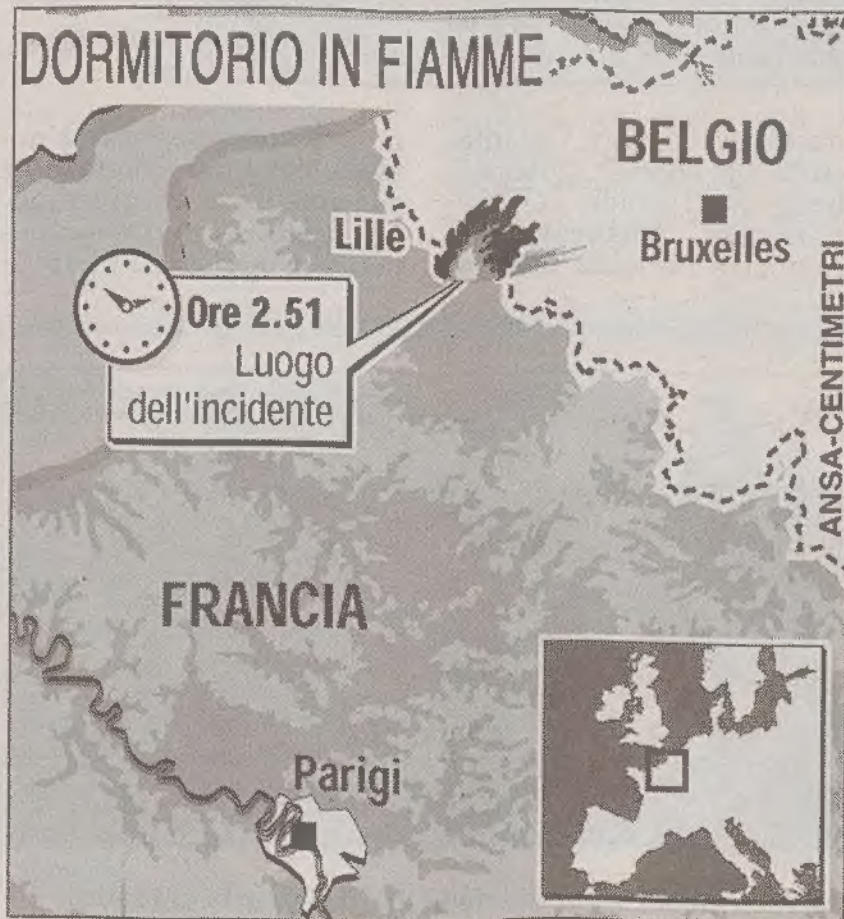 DORMITORIO IN FIAMME
BELGIO
Bruxelles
Lille
Ore 2.51
Luogo
dell'incidente
FRANCIA
Parigi
ANSA-CENTIMETRI